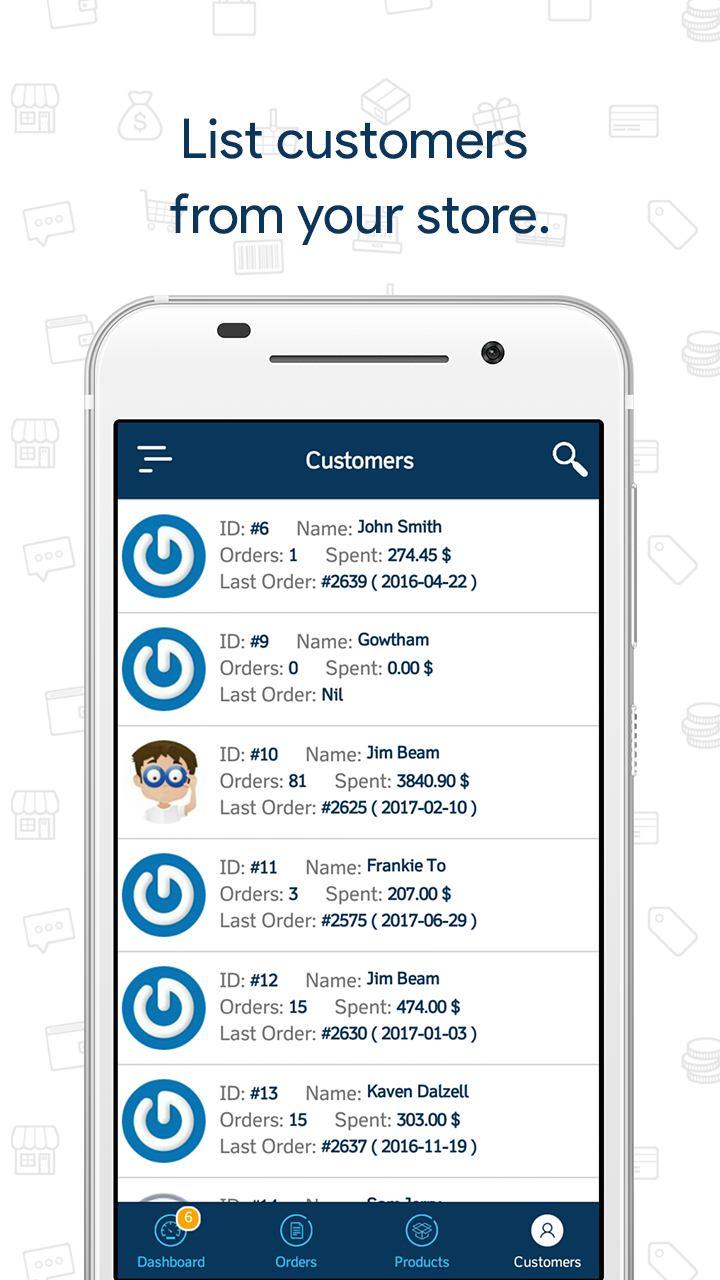 List customers
from your store.
Customers
ID: #6 Name: John Smith
Orders: 1 Spent: 274.45 $
Last Order: #2639 ( 2016-04-22 )
ID: #9 Name: Gowtham
Orders: 0 Spent: 0.00 $
Last Order: Nil
ID: #10 Name: Jim Beam
Orders: 81 Spent: 3840.90 $
Last Order: #2625 ( 2017-02-10 )
ID: #11 Name: Frankie To
Orders: 3 Spent: 207.00 $
Last Order: #2575 ( 2017-06-29 )
ID: #12 Name: Jim Beam
Orders: 15 Spent: 474.00 $
Last Order: #2630 ( 2017-01-03 )
ID: #13 Name: Kaven Dalzell
Orders: 15 Spent: 303.00 $
Last Order: #2637 ( 2016-11-19 )
6
Dashboard Orders Products Customers